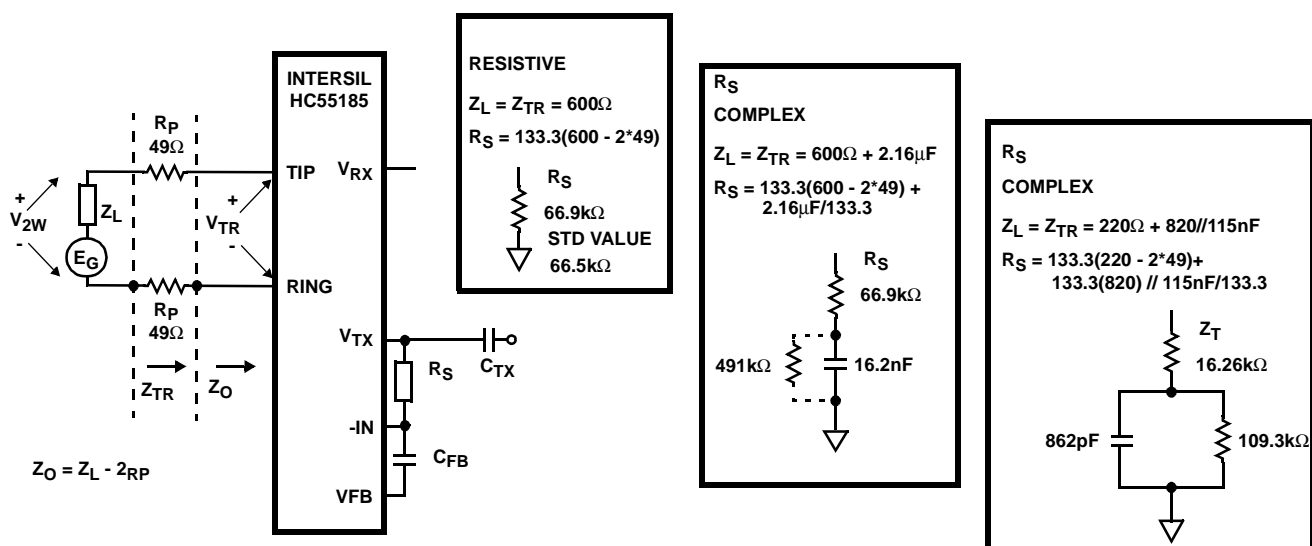 INTERSIL
HC55185
RP
49Ω
TIP
VRX
+
V2W
-
ZL
EG
+
VTR
-
RING
RP
49Ω
VTX
CTX
RS
-IN
CFB
VFB
ZTR
ZO
ZO = ZL - 2RP
RESISTIVE
ZL = ZTR = 600Ω
RS = 133.3(600 - 2*49)
RS
66.9kΩ
STD VALUE
66.5kΩ
RS
COMPLEX
ZL = ZTR = 600Ω + 2.16µF
RS = 133.3(600 - 2*49) +
2.16µF/133.3
RS
66.9kΩ
491kΩ
16.2nF
RS
COMPLEX
ZL = ZTR = 220Ω + 820//115nF
RS = 133.3(220 - 2*49)+
133.3(820) // 115nF/133.3
ZT
16.26kΩ
862pF
109.3kΩ